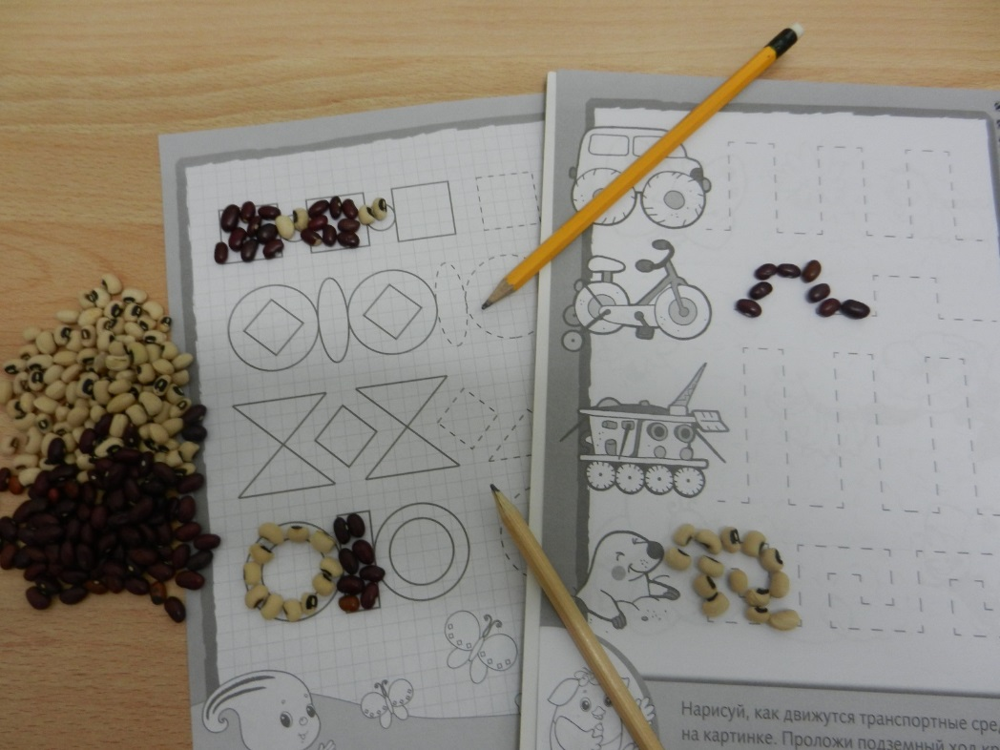 Нарисуй, как движутся транспортные
на картинке. Проложи подземный ход